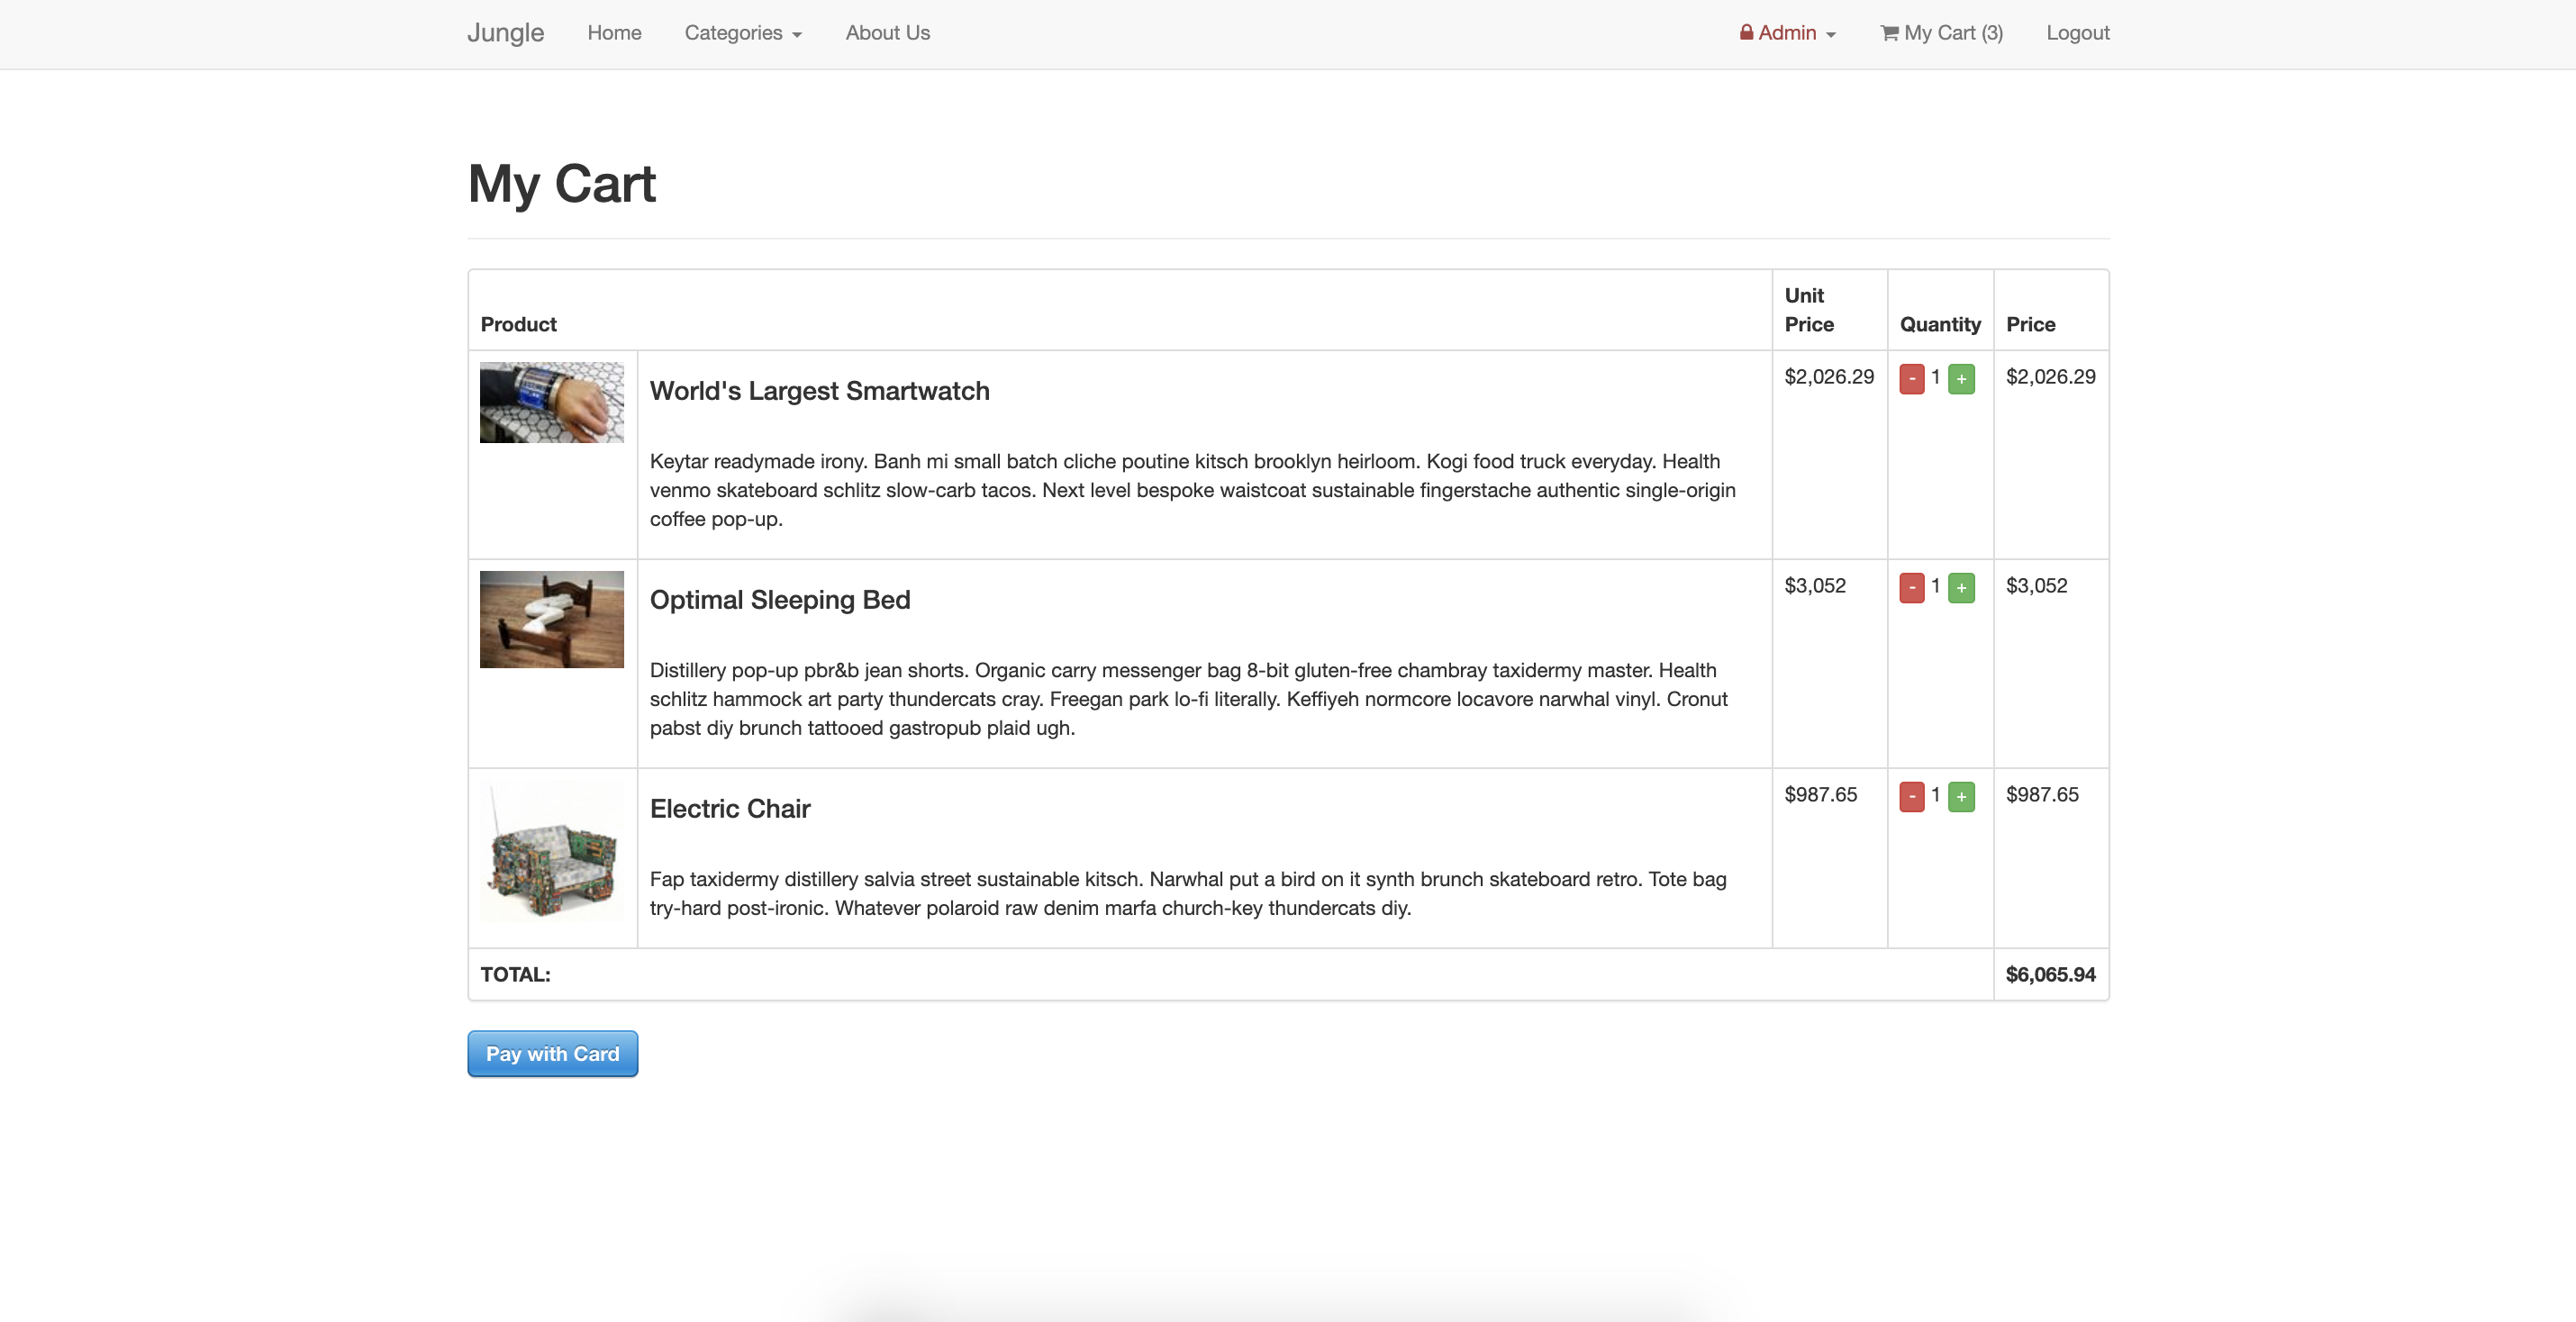 Jungle Home Categories About Us Admin My Cart (3) Logout
My Cart
Product Unit Price Quantity Price
World's Largest Smartwatch $2,026.29 - 1 + $2,026.29
Keytar readymade irony. Banh mi small batch cliche poutine kitsch brooklyn heirloom. Kogi food truck everyday. Health
venmo skateboard schlitz slow-carb tacos. Next level bespoke waistcoat sustainable fingerstache authentic single-origin
coffee pop-up.
Optimal Sleeping Bed $3,052 - 1 + $3,052
Distillery pop-up pbr&b jean shorts. Organic carry messenger bag 8-bit gluten-free chambray taxidermy master. Health
schlitz hammock art party thundercats cray. Freegan park lo-fi literally. Keffiyeh normcore locavore narwhal vinyl. Cronut
pabst diy brunch tattooed gastropub plaid ugh.
Electric Chair $987.65 - 1 + $987.65
Fap taxidermy distillery salvia street sustainable kitsch. Narwhal put a bird on it synth brunch skateboard retro. Tote bag
try-hard post-ironic. Whatever polaroid raw denim marfa church-key thundercats diy.
TOTAL: $6,065.94
Pay with Card